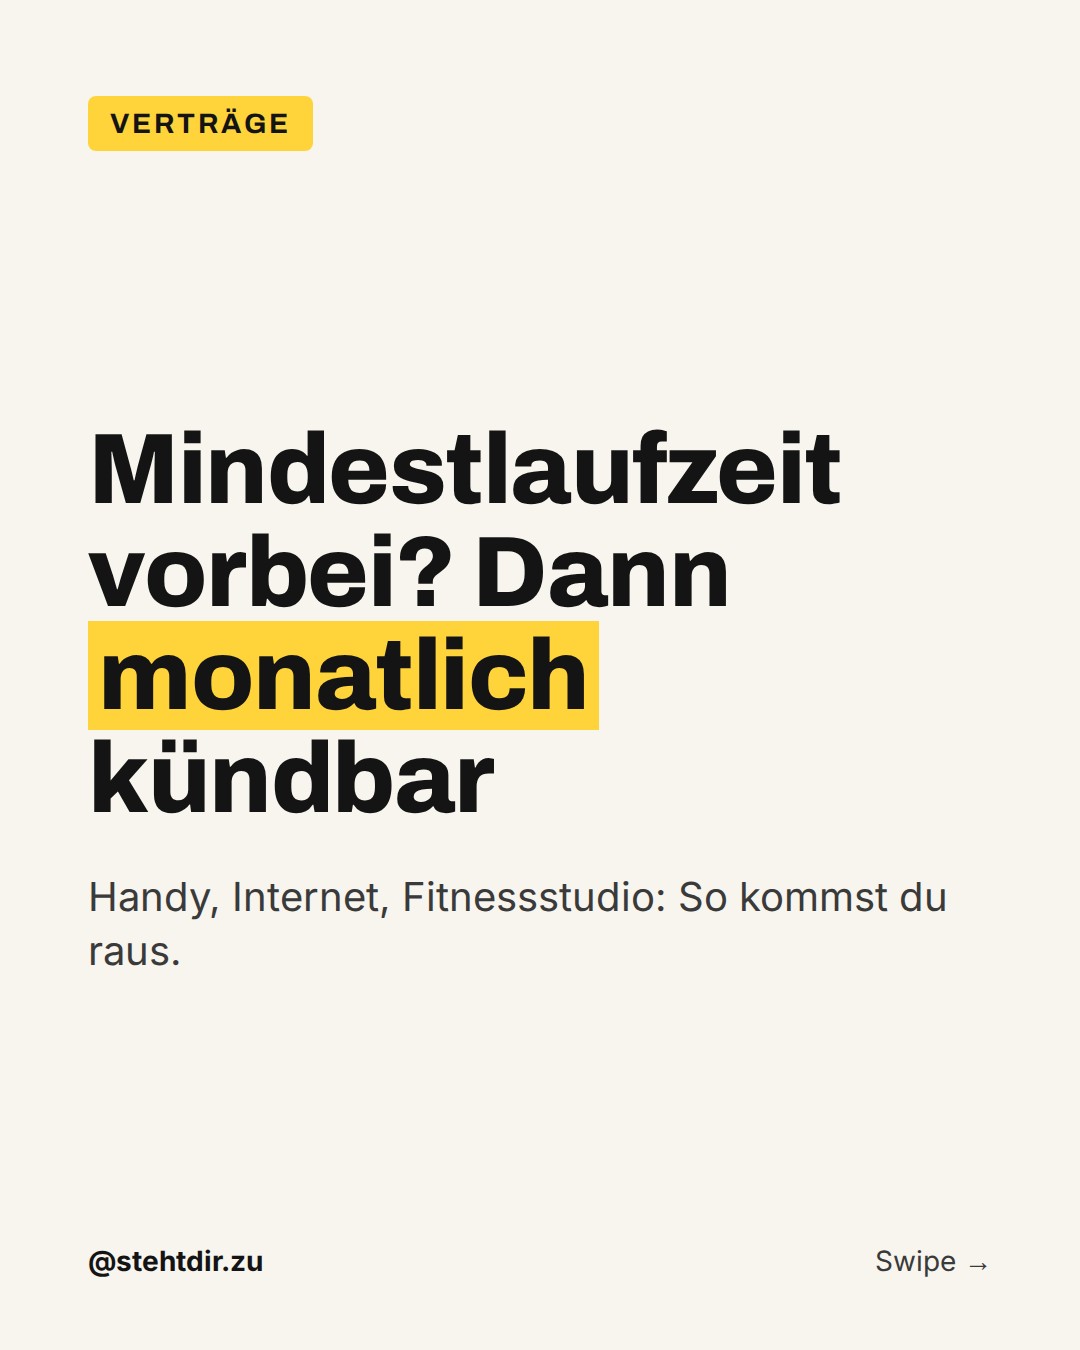 VERTRÄGE
Mindestlaufzeit
vorbei? Dann
monatlich
kündbar
Handy, Internet, Fitnessstudio: So kommst du
raus.
@stehtdir.zu
Swipe →